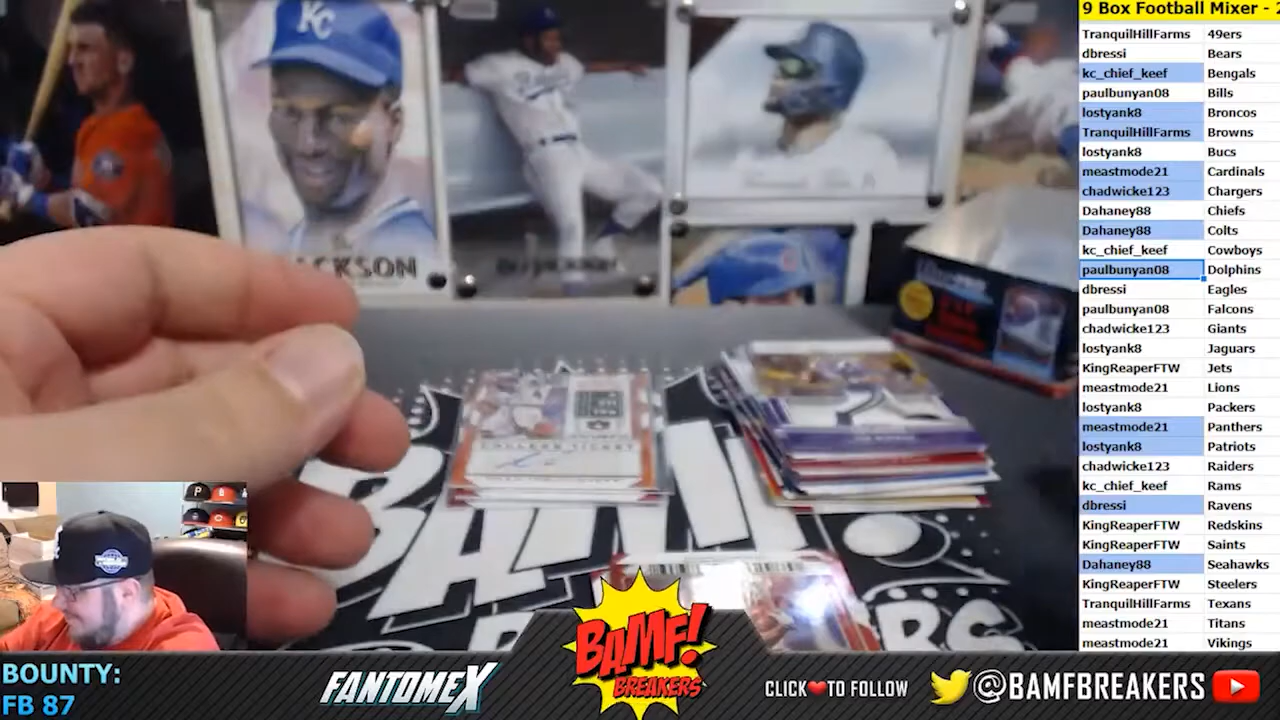 9 Box Football Mixer - 2
TranquilHillFarms 49ers
dbressi Bears
kc_chief_keef Bengals
paulbunyan08 Bills
lostyank8 Broncos
TranquilHillFarms Browns
lostyank8 Bucs
meastmode21 Cardinals
chadwicke123 Chargers
Dahaney88 Chiefs
Dahaney88 Colts
kc_chief_keef Cowboys
paulbunyan08 Dolphins
dbressi Eagles
paulbunyan08 Falcons
chadwicke123 Giants
lostyank8 Jaguars
KingReaperFTW Jets
meastmode21 Lions
lostyank8 Packers
meastmode21 Panthers
lostyank8 Patriots
chadwicke123 Raiders
kc_chief_keef Rams
dbressi Ravens
KingReaperFTW Redskins
KingReaperFTW Saints
Dahaney88 Seahawks
KingReaperFTW Steelers
TranquilHillFarms Texans
meastmode21 Titans
meastmode21 Vikings
KC
JACKSON
COLLEGE TICKET
BAM
BOUNTY:
FB 87
FANTOMEX
BAMF!
BREAKERS
CLICK TO FOLLOW
@BAMFBREAKERS